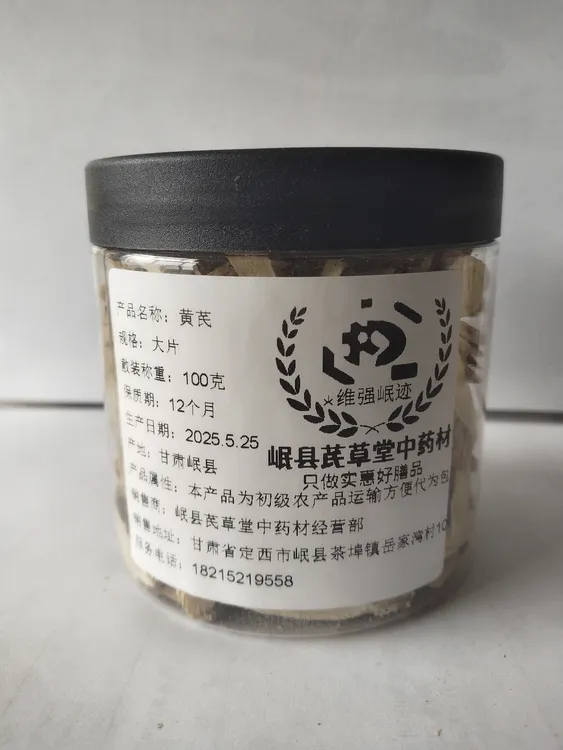 产品名称：黄芪
规格：大片
散装称重：100克
保质期：12个月
生产日期：2025.5.25
产地：甘肃岷县
产品属性：本产品为初级农产品运输方便代为包
销售商：岷县芪草堂中药材经营部
销售地址：甘肃省定西市岷县茶埠镇岳家湾村10
服务电话：18215219558
维强岷迹
岷县芪草堂中药材
只做实惠好膳品